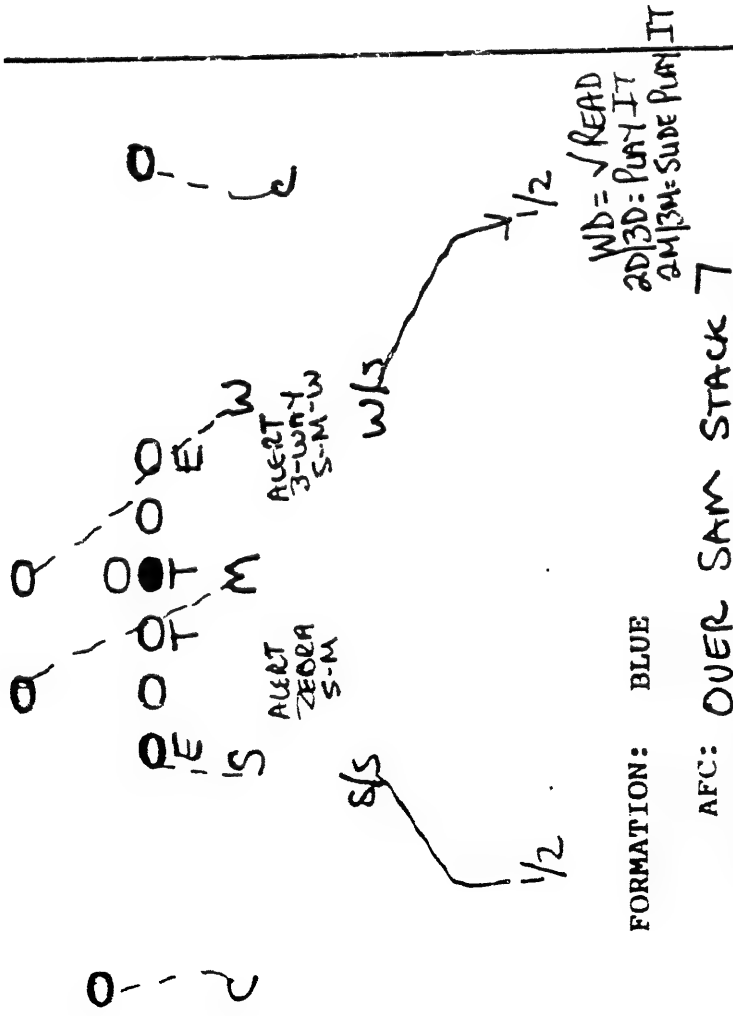 C
C
E
T
T
E
S
M
W
ALERT
ZEBRA
S-M
ALERT
3-WAY
S-M-W
S/S
W/S
1/2
1/2
WD = √ READ
2D/3D: PLAY IT
2M/3M = SLIDE PLAY IT
FORMATION: BLUE
AFC: OVER SAM STACK 7